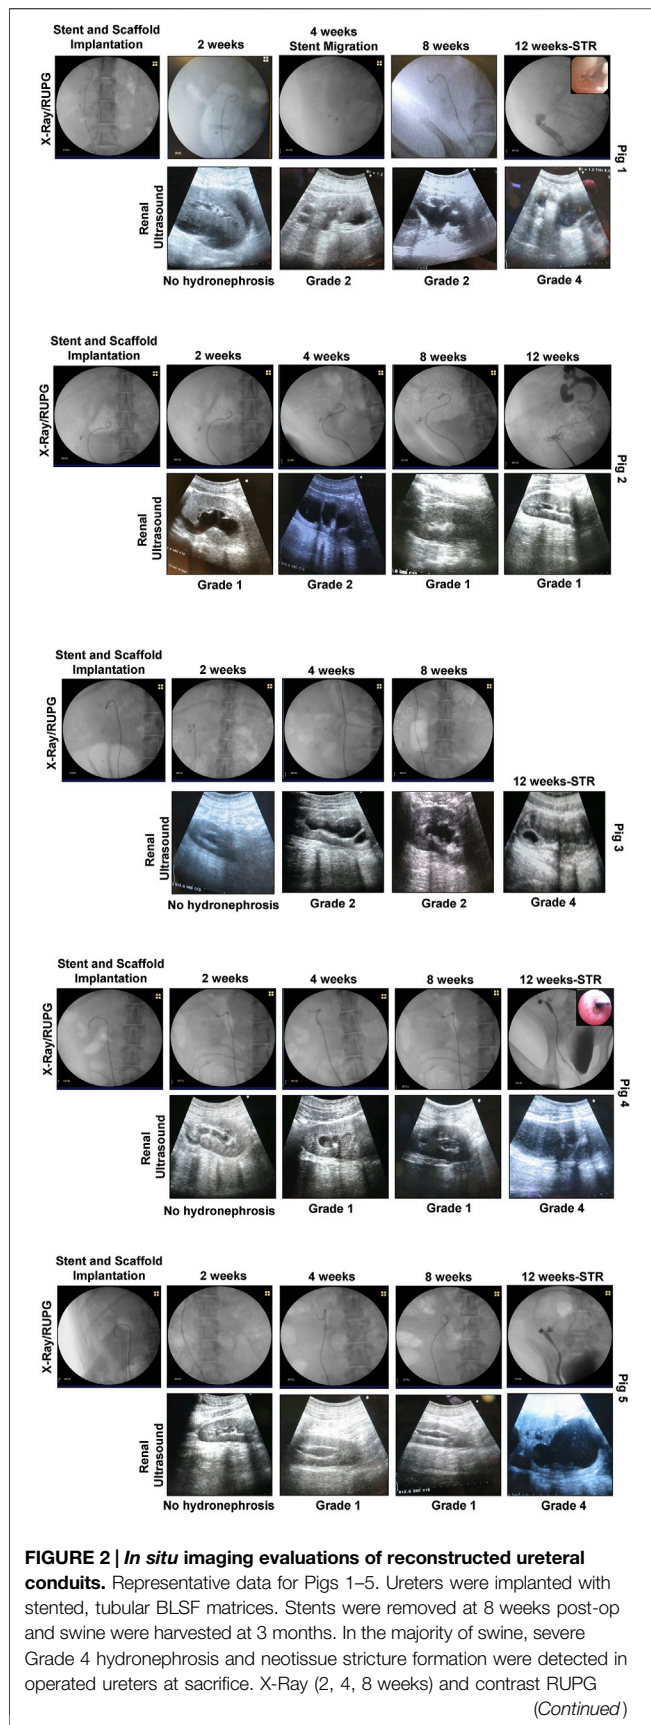 Stent and Scaffold
Implantation
2 weeks
4 weeks
Stent Migration
8 weeks
12 weeks-STR
X-Ray/RUPG
Pig 1
Renal
Ultrasound
No hydronephrosis
Grade 2
Grade 2
Grade 4
Stent and Scaffold
Implantation
2 weeks
4 weeks
8 weeks
12 weeks
X-Ray/RUPG
Pig 2
Renal
Ultrasound
Grade 1
Grade 2
Grade 1
Grade 1
Stent and Scaffold
Implantation
2 weeks
4 weeks
8 weeks
X-Ray/RUPG
12 weeks-STR
Pig 3
Renal
Ultrasound
No hydronephrosis
Grade 2
Grade 2
Grade 4
Stent and Scaffold
Implantation
2 weeks
4 weeks
8 weeks
12 weeks-STR
X-Ray/RUPG
Pig 4
Renal
Ultrasound
No hydronephrosis
Grade 1
Grade 1
Grade 4
Stent and Scaffold
Implantation
2 weeks
4 weeks
8 weeks
12 weeks-STR
X-Ray/RUPG
Pig 5
Renal
Ultrasound
No hydronephrosis
Grade 1
Grade 1
Grade 4
FIGURE 2 | In situ imaging evaluations of reconstructed ureteral
conduits. Representative data for Pigs 1–5. Ureters were implanted with
stented, tubular BLSF matrices. Stents were removed at 8 weeks post-op
and swine were harvested at 3 months. In the majority of swine, severe
Grade 4 hydronephrosis and neotissue stricture formation were detected in
operated ureters at sacrifice. X-Ray (2, 4, 8 weeks) and contrast RUPG
(Continued)